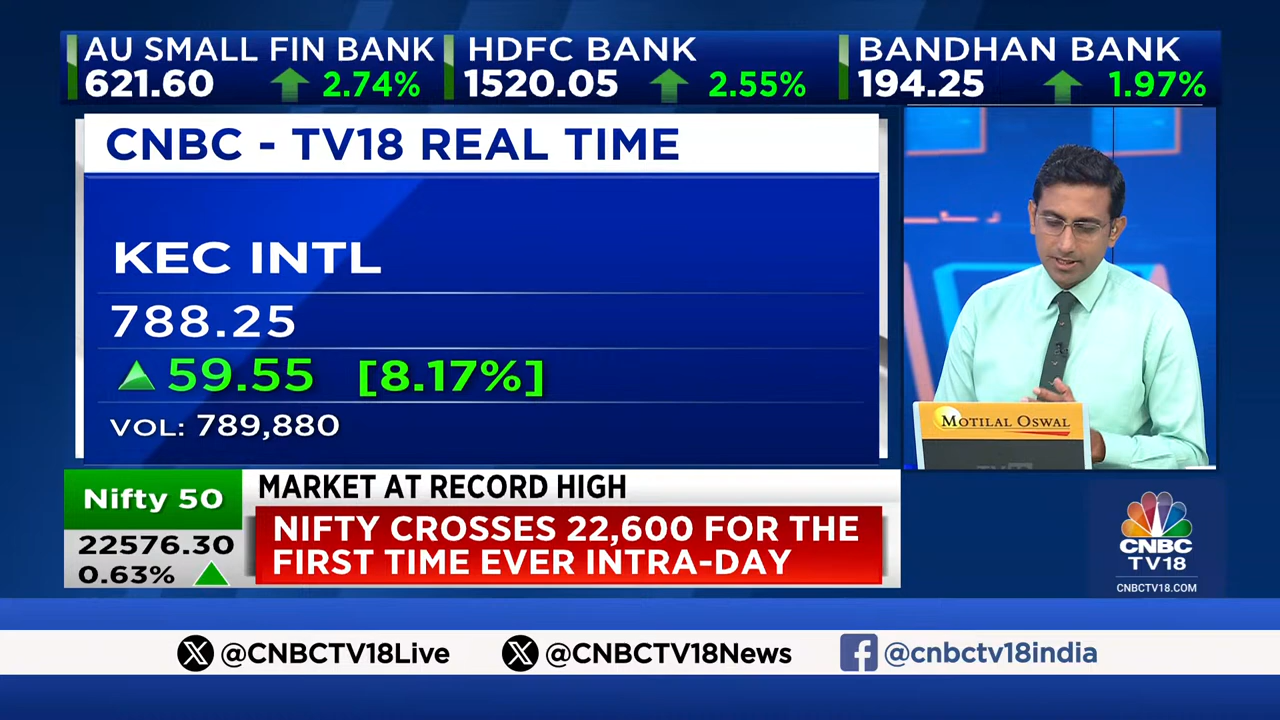 AU SMALL FIN BANK
621.60 2.74%
HDFC BANK
1520.05 2.55%
BANDHAN BANK
194.25 1.97%
CNBC - TV18 REAL TIME
KEC INTL
788.25
59.55 [8.17%]
VOL: 789,880
MOTILAL OSWAL
Nifty 50
22576.30
0.63%
MARKET AT RECORD HIGH
NIFTY CROSSES 22,600 FOR THE
FIRST TIME EVER INTRA-DAY
CNBC
TV18
CNBCTV18.COM
@CNBCTV18Live
@CNBCTV18News
@cnbctv18india